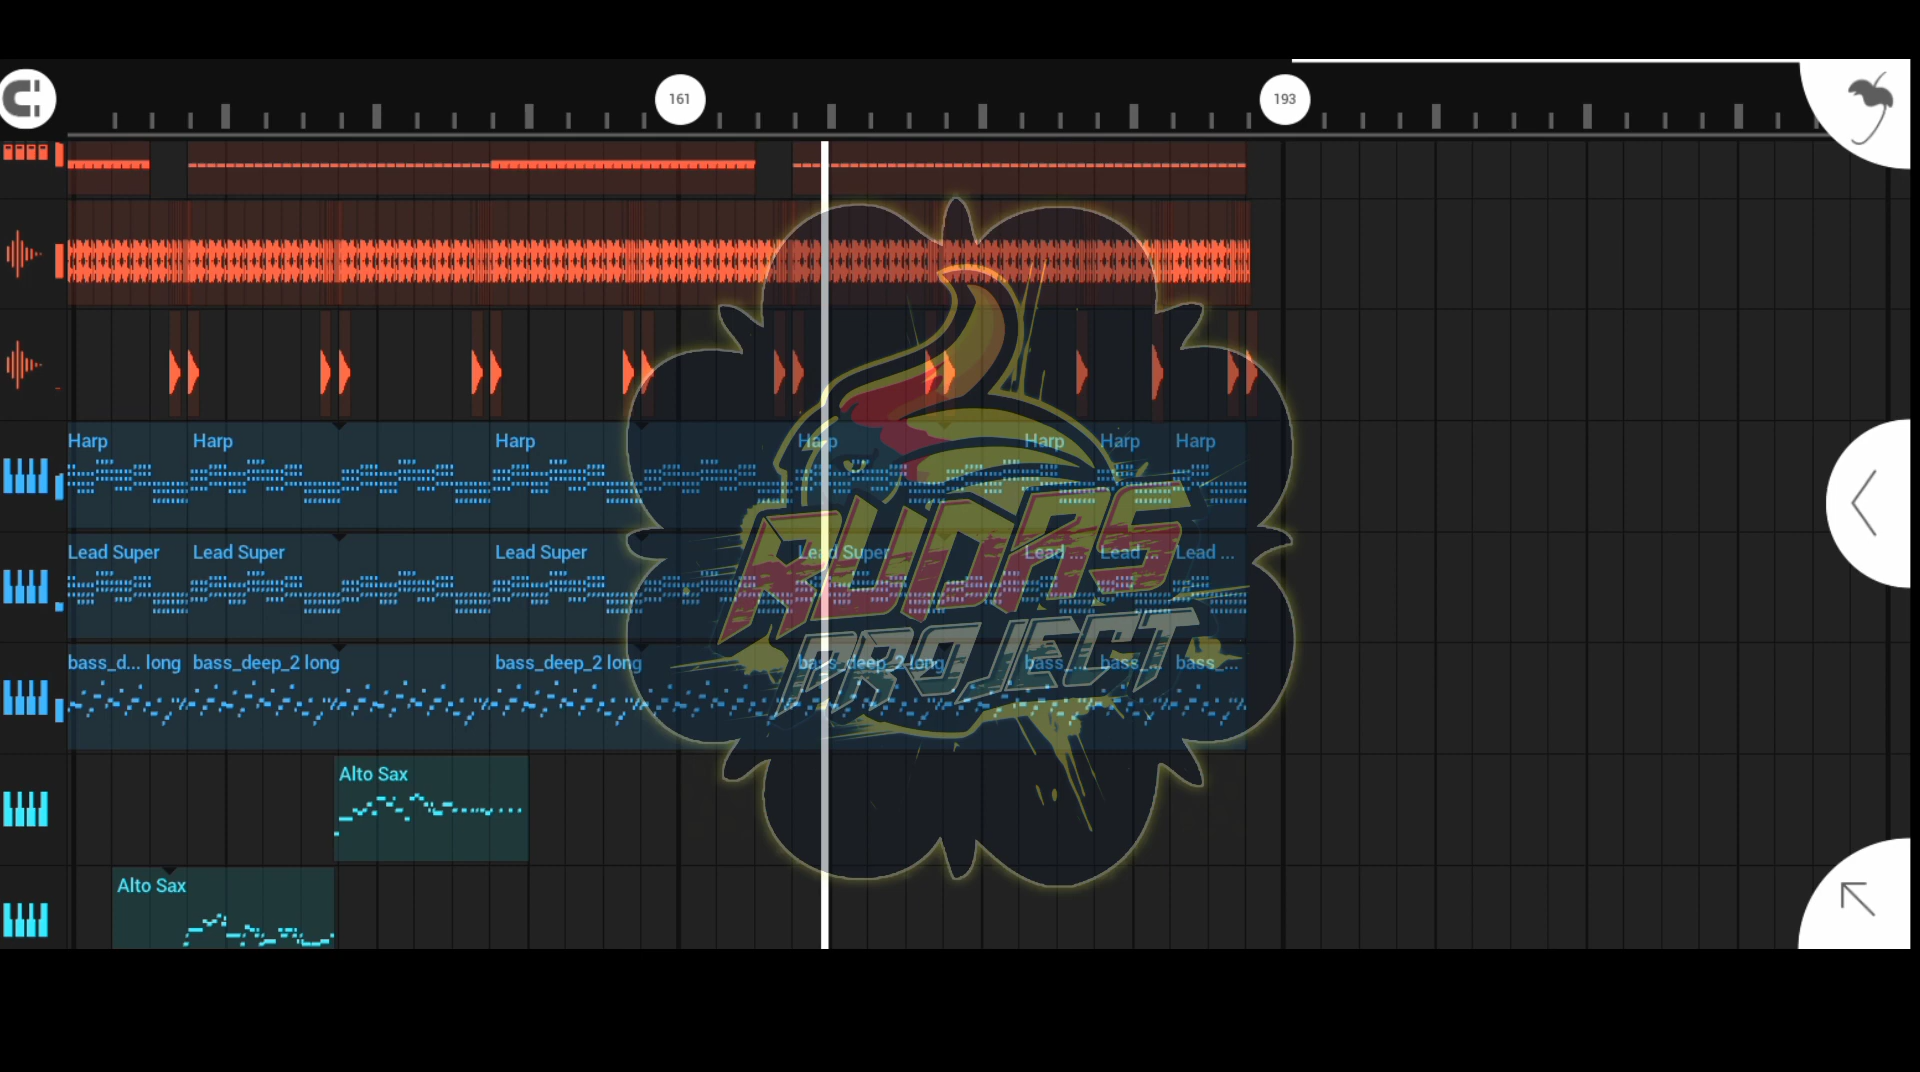 161
193
Harp
Harp
Harp
Harp
Harp
Harp
Harp
Lead Super
Lead Super
Lead Super
Lead Super
Lead ...
Lead ...
Lead ...
RUDAS
PROJECT
bass_d... long
bass_deep_2 long
bass_deep_2 long
bass_deep_2 long
bass_...
bass_...
bass_...
Alto Sax
Alto Sax